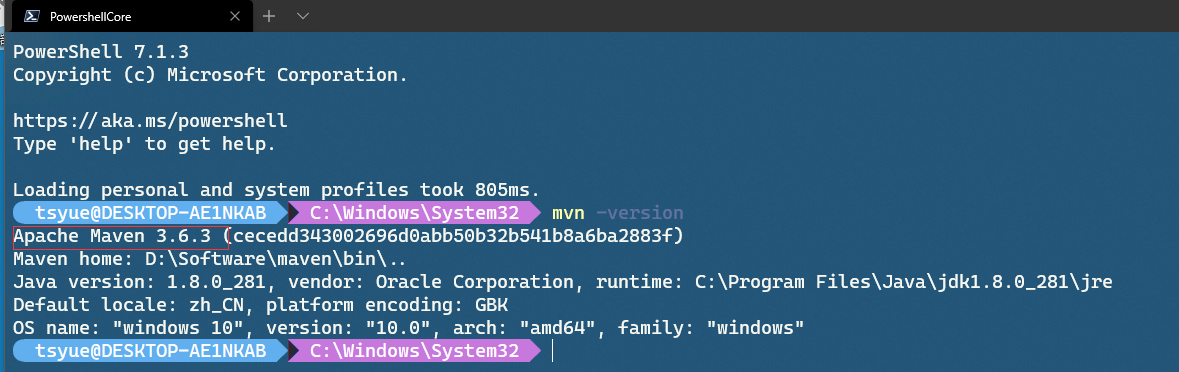 PowershellCore
PowerShell 7.1.3
Copyright (c) Microsoft Corporation.
https://aka.ms/powershell
Type 'help' to get help.
Loading personal and system profiles took 805ms.
tsyue@DESKTOP-AE1NKAB C:\Windows\System32 mvn -version
Apache Maven 3.6.3 (cecedd343002696d0abb50b32b541b8a6ba2883f)
Maven home: D:\Software\maven\bin\..
Java version: 1.8.0_281, vendor: Oracle Corporation, runtime: C:\Program Files\Java\jdk1.8.0_281\jre
Default locale: zh_CN, platform encoding: GBK
OS name: "windows 10", version: "10.0", arch: "amd64", family: "windows"
tsyue@DESKTOP-AE1NKAB C:\Windows\System32